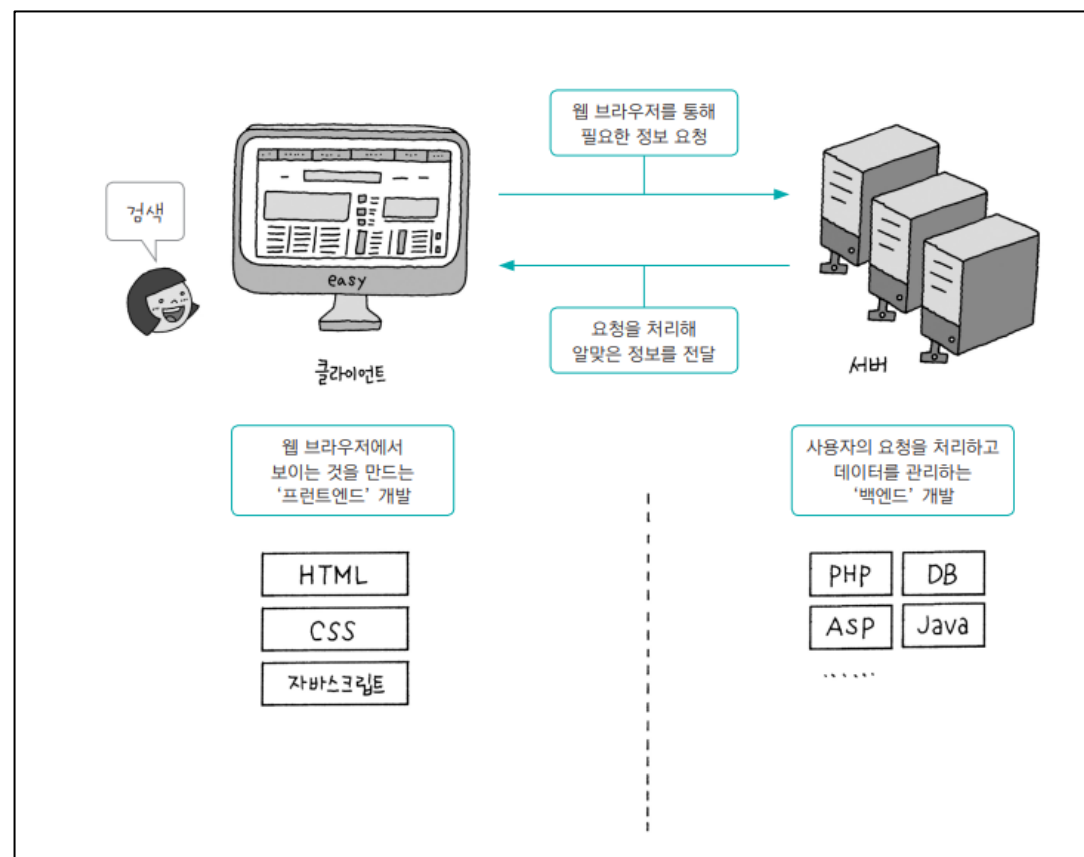 웹 브라우저를 통해
필요한 정보 요청
검색
easy
요청을 처리해
알맞은 정보를 전달
클라이언트
서버
웹 브라우저에서
보이는 것을 만드는
‘프런트엔드’ 개발
사용자의 요청을 처리하고
데이터를 관리하는
‘백엔드’ 개발
HTML
CSS
자바스크립트
PHP
DB
ASP
Java
......